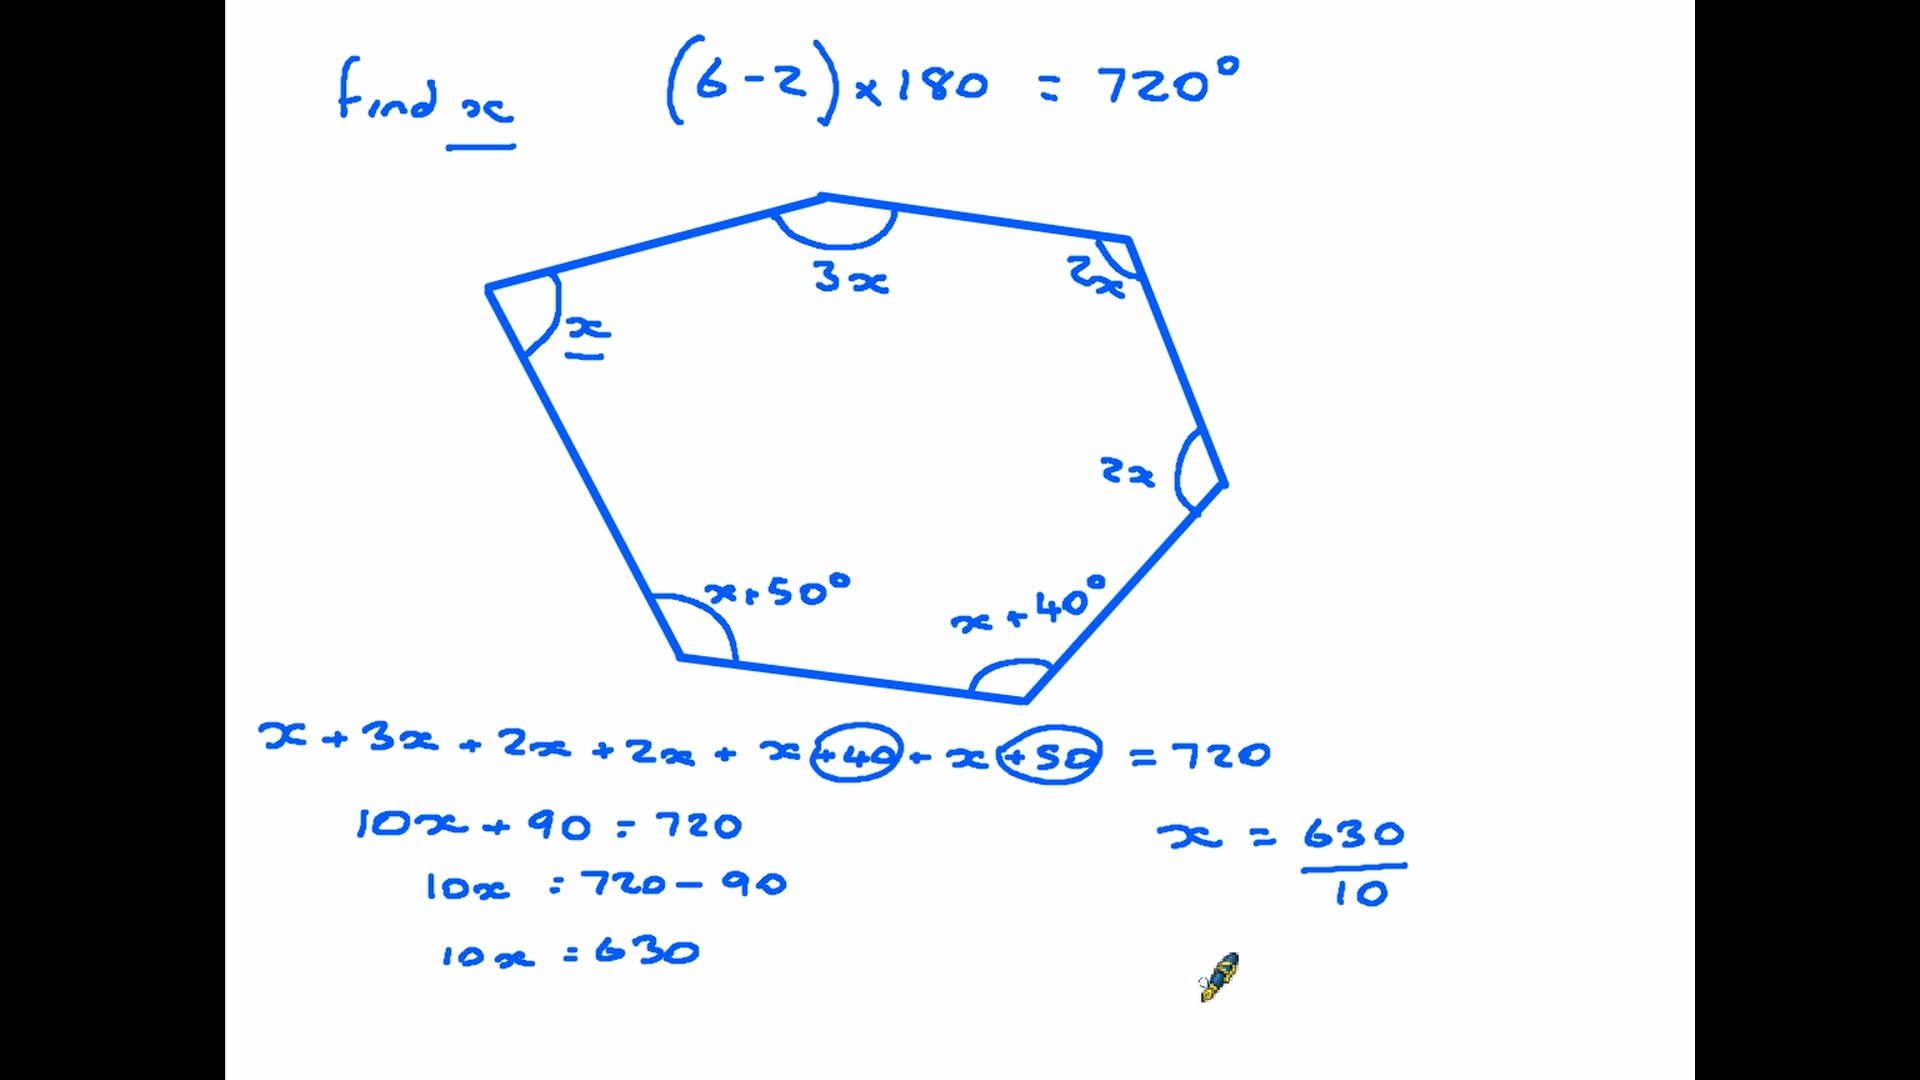 Find x
(6-2)×180 = 720°
3x
2x
x
2x
x+50°
x+40°
x+3x+2x+2x+x+40+x+50 = 720
10x+90=720
10x =720-90
10x =630
x = 630/10